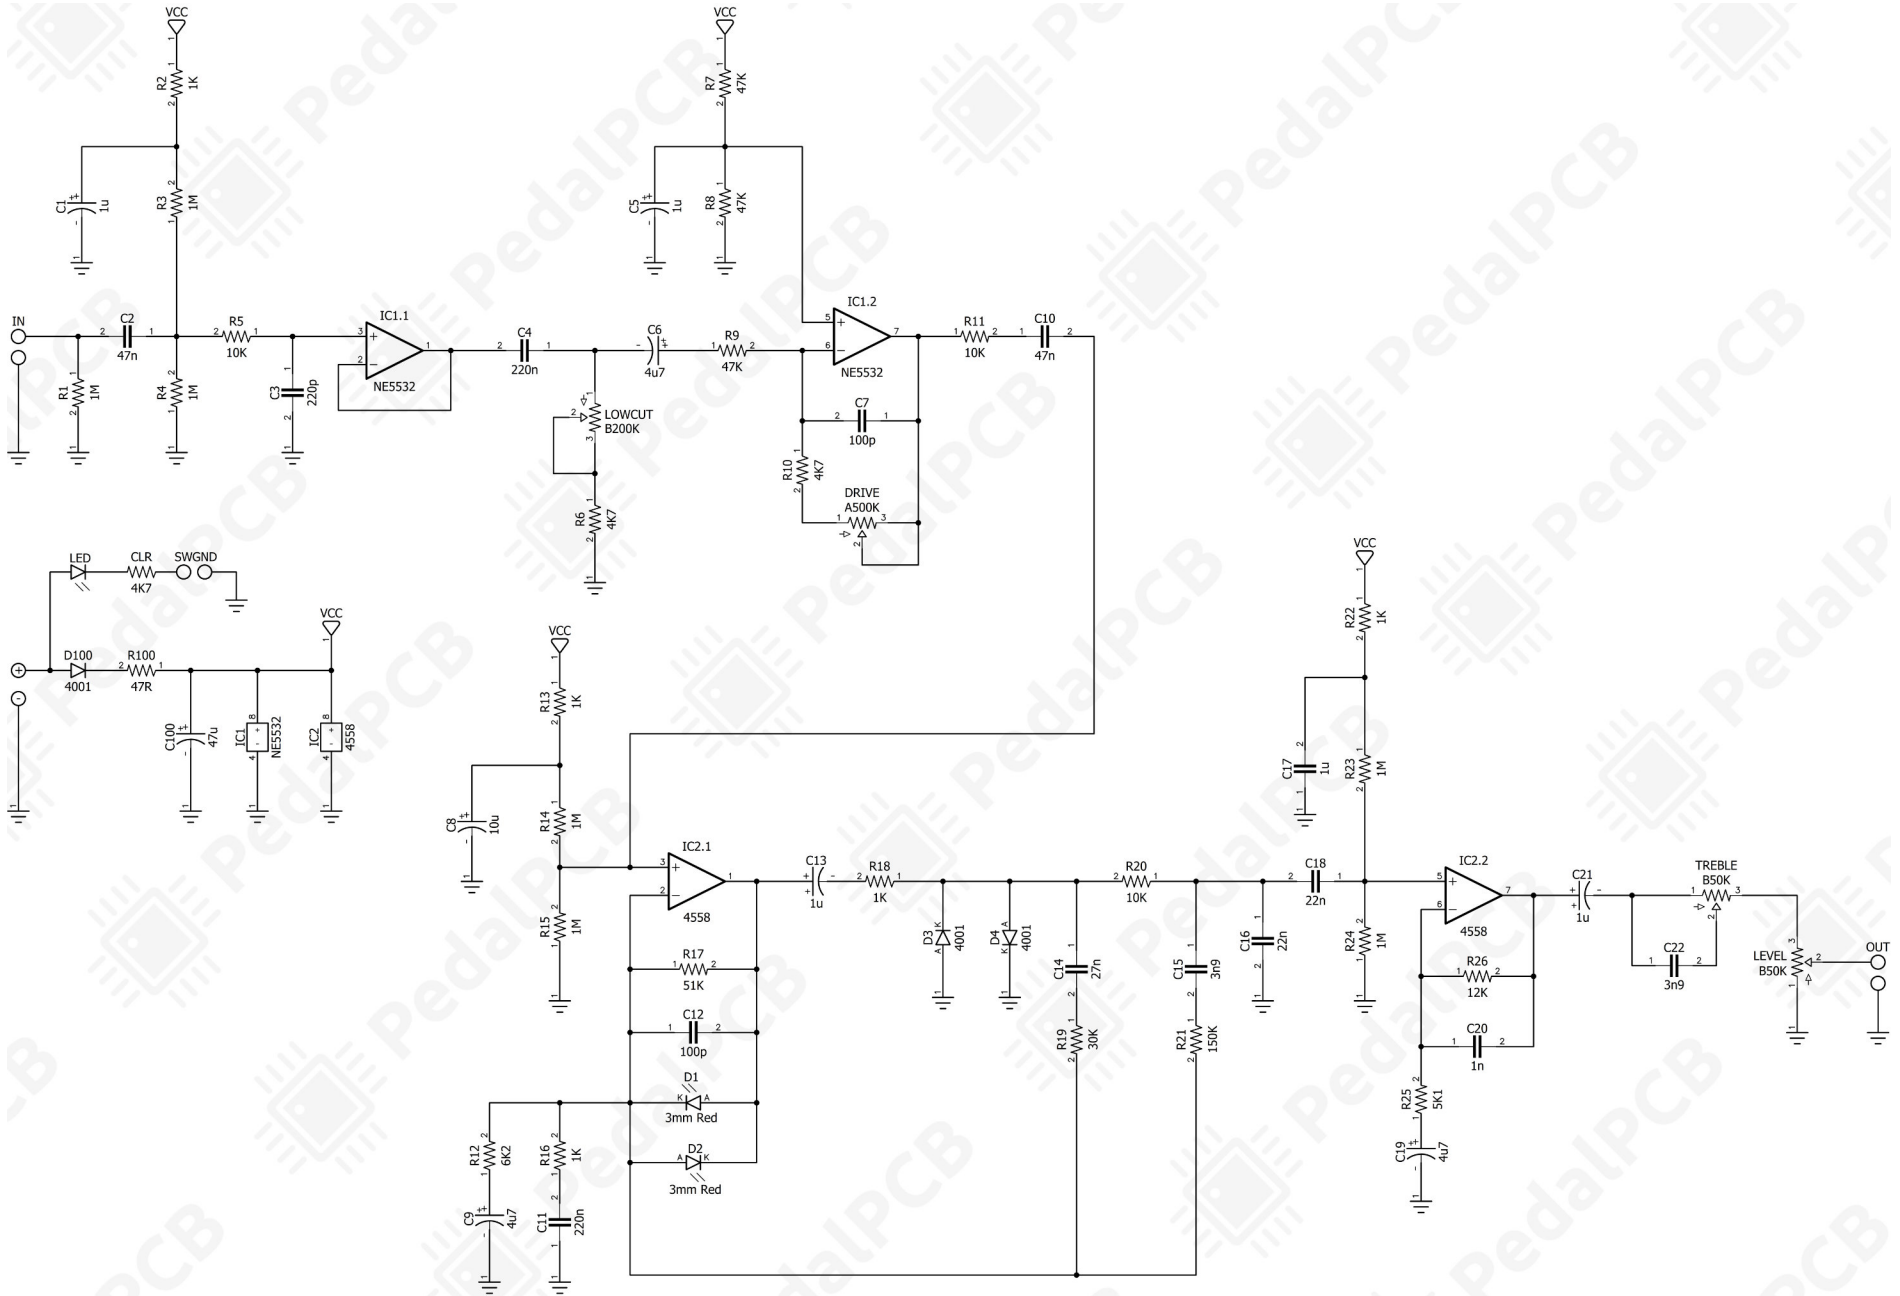 VCC
R2
1K
C1
1u
R3
1M
IN
C2
47n
R1
1M
R4
1M
R5
10K
C3
220p
IC1.1
NE5532
C4
220n
LOWCUT
B200K
R6
4K7
C6
4u7
VCC
R7
47K
C5
1u
R8
47K
R9
47K
IC1.2
NE5532
C7
100p
R10
4K7
DRIVE
A500K
R11
10K
C10
47n
LED
CLR
4K7
SWGND
D100
4001
R100
47R
C100
47u
VCC
IC1
NE5532
IC2
4558
VCC
R13
1K
C8
10u
R14
1M
R15
1M
IC2.1
4558
R17
51K
C12
100p
D1
3mm Red
D2
3mm Red
R12
6K2
C9
4u7
R16
1K
C11
220n
C13
1u
R18
1K
D3
4001
D4
4001
C14
27n
R19
30K
R20
10K
C15
3n9
R21
150K
C16
22n
C18
22n
VCC
R22
1K
C17
1u
R23
1M
R24
1M
IC2.2
4558
R26
12K
C20
1n
R25
5K1
C19
4u7
C21
1u
C22
3n9
TREBLE
B50K
LEVEL
B50K
OUT
PedalPCB